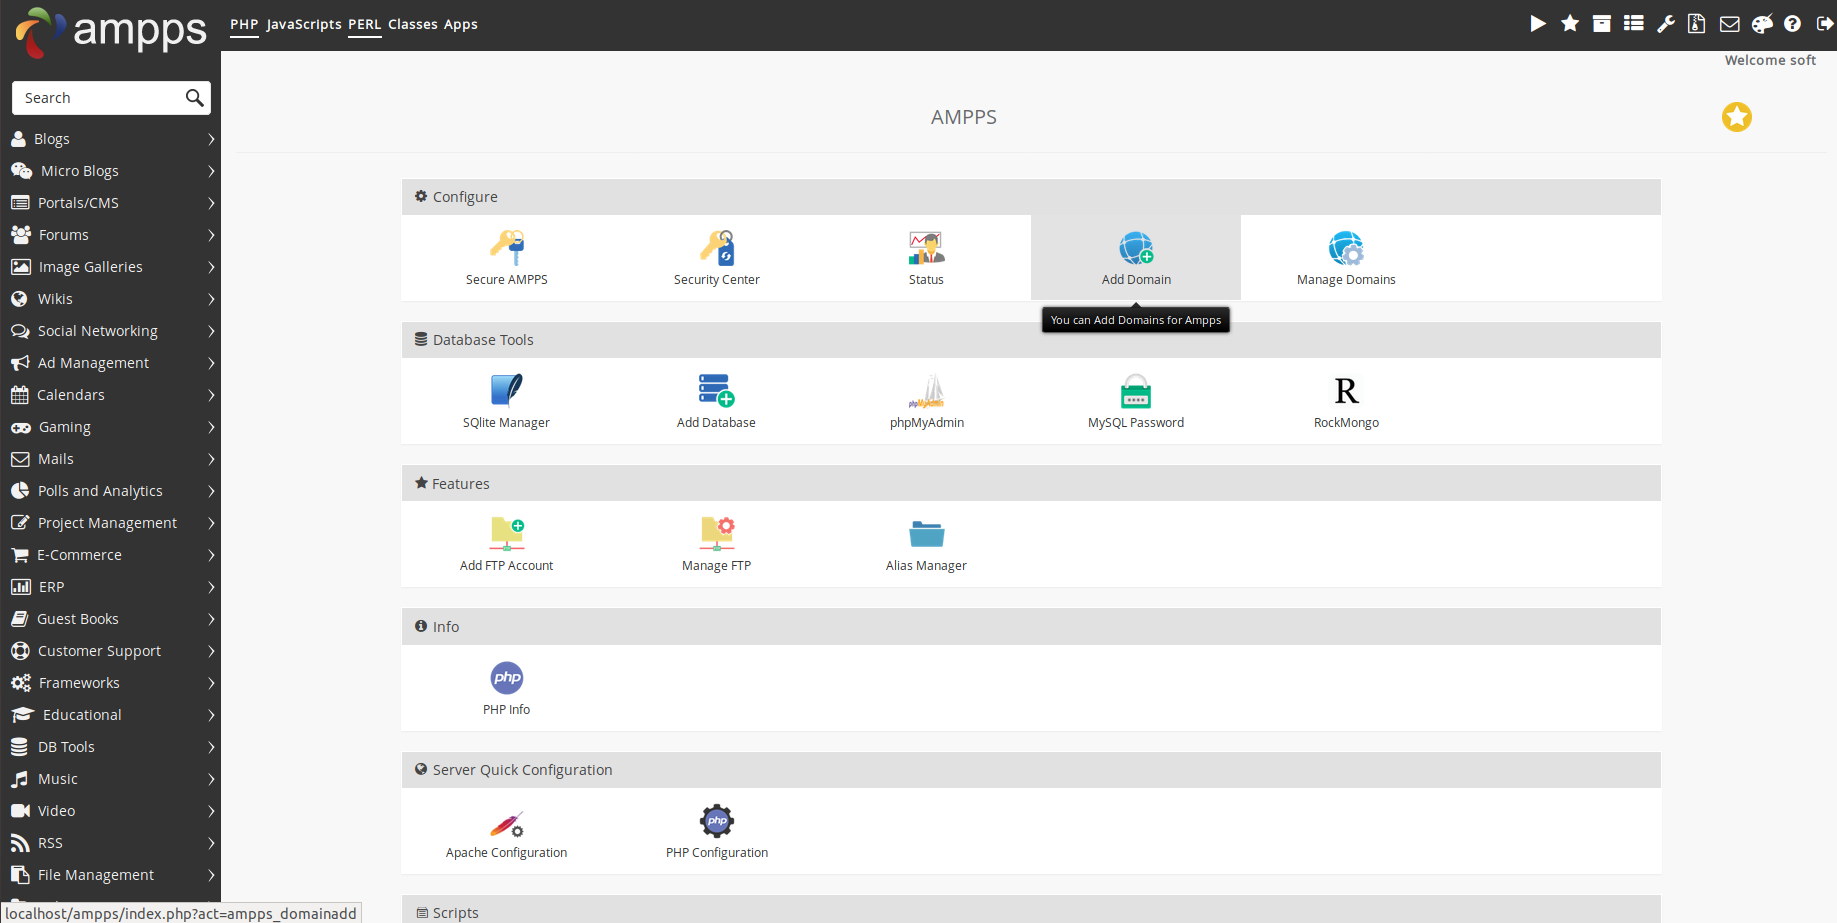 ampps
PHP JavaScripts PERL Classes Apps
Welcome soft
Search
Blogs
Micro Blogs
Portals/CMS
Forums
Image Galleries
Wikis
Social Networking
Ad Management
Calendars
Gaming
Mails
Polls and Analytics
Project Management
E-Commerce
ERP
Guest Books
Customer Support
Frameworks
Educational
DB Tools
Music
Video
RSS
File Management
localhost/ampps/index.php?act=ampps_domainadd
AMPPS
Configure
Secure AMPPS
Security Center
Status
Add Domain
Manage Domains
You can Add Domains for Ampps
Database Tools
SQlite Manager
Add Database
phpMyAdmin
phpMyAdmin
MySQL Password
R
RockMongo
Features
Add FTP Account
Manage FTP
Alias Manager
Info
php
PHP Info
Server Quick Configuration
Apache Configuration
php
PHP Configuration
Scripts